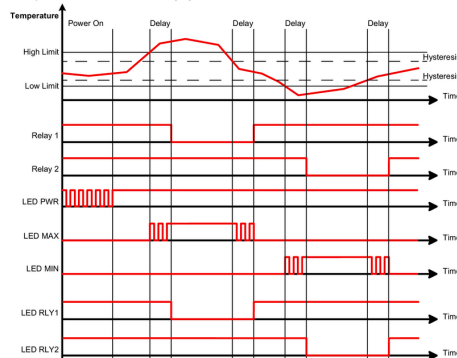 Temperature
Power On
Delay
Delay
Delay
Delay
High Limit
Hysteresi
Hysteresi
Low Limit
Time
Relay 1
Time
Relay 2
Time
LED PWR
Time
LED MAX
Time
LED MIN
Time
LED RLY1
Time
LED RLY2
Time